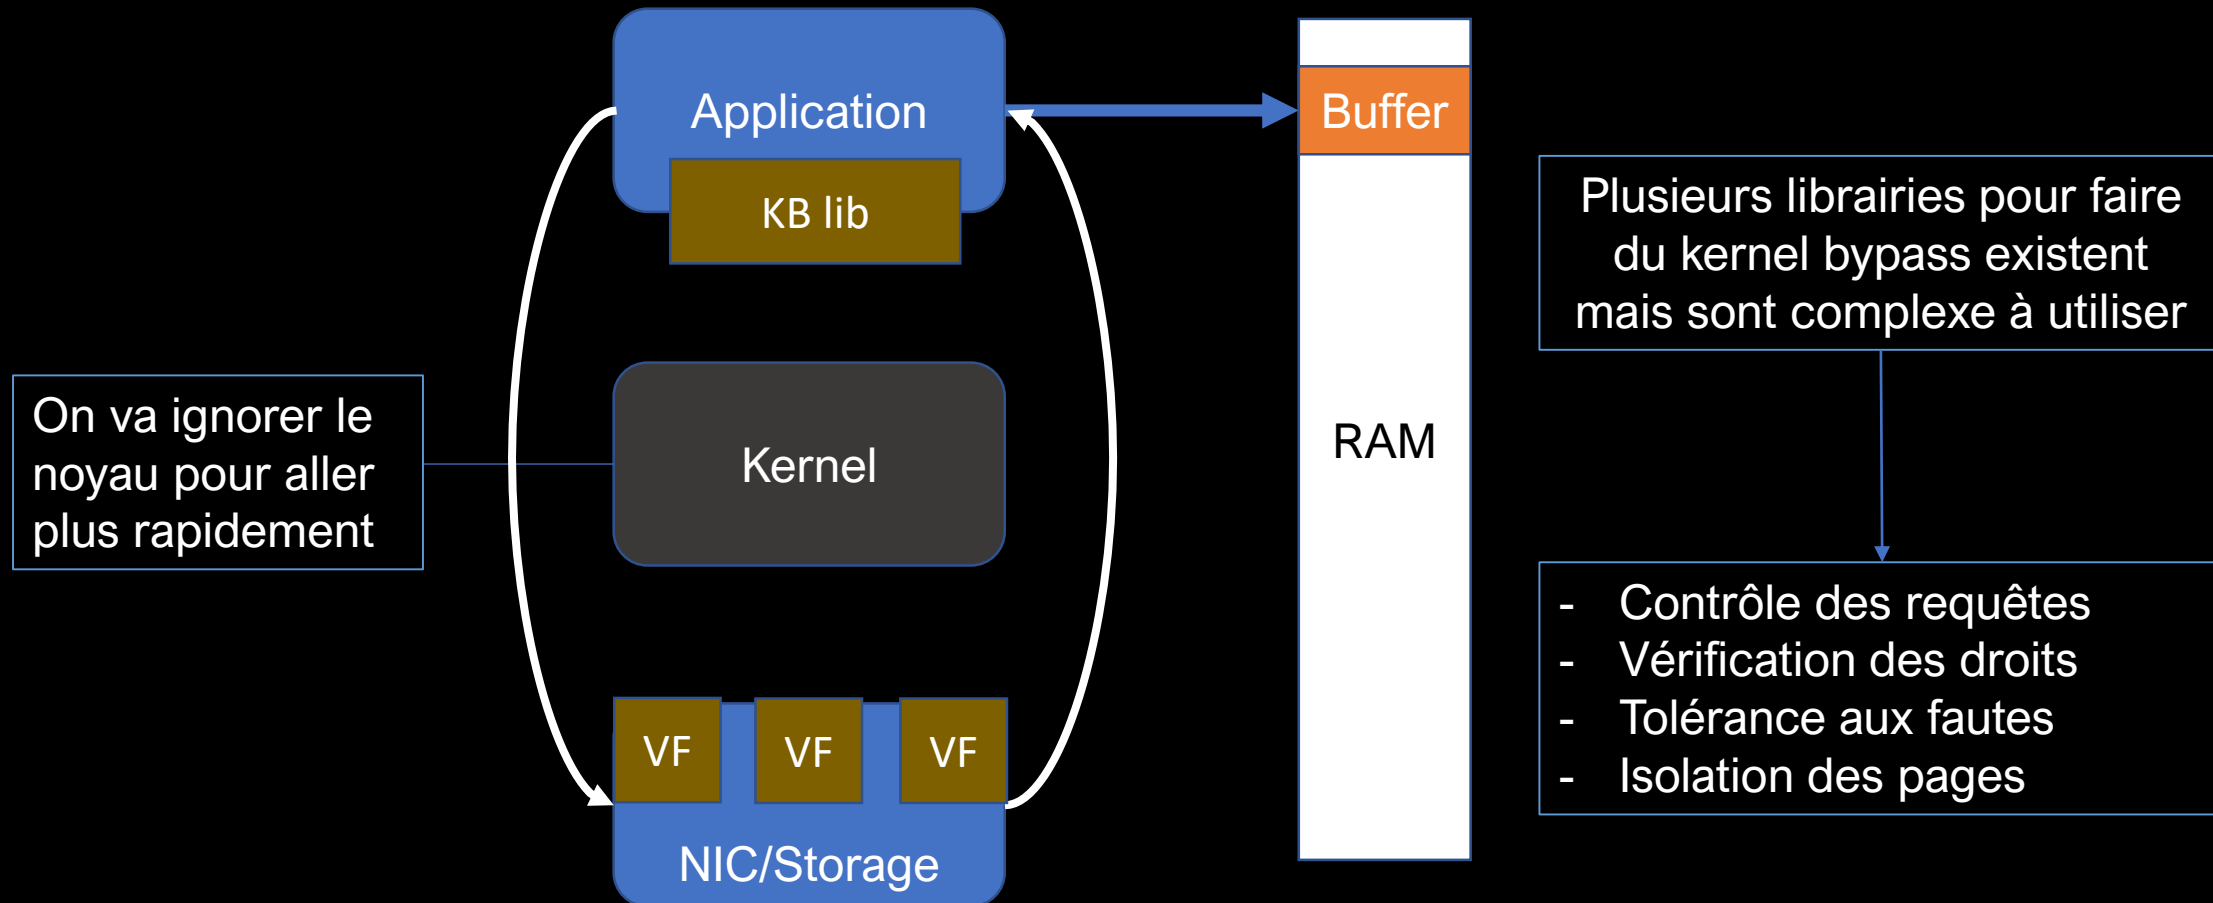 Application
KB lib
Buffer
Plusieurs librairies pour faire
du kernel bypass existent
mais sont complexe à utiliser
On va ignorer le
noyau pour aller
plus rapidement
Kernel
RAM
- Contrôle des requêtes
- Vérification des droits
- Tolérance aux fautes
- Isolation des pages
VF
VF
VF
NIC/Storage